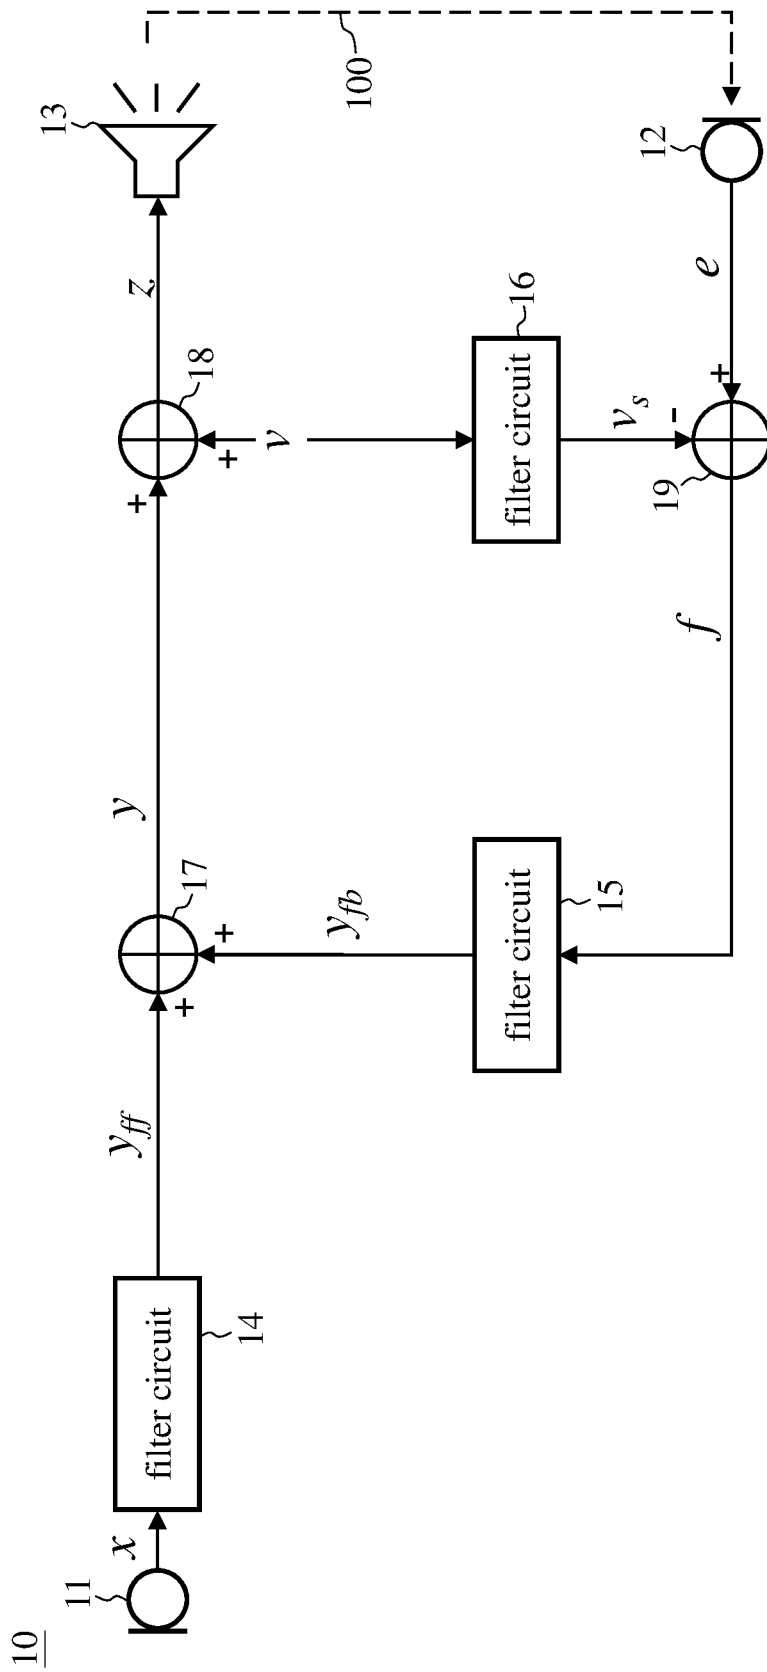 10
11
x
filter circuit
14
y_ff
+
+
17
y_fb
filter circuit
15
y
+
+
18
v
filter circuit
16
v_s
-
+
19
f
z
13
100
12
e